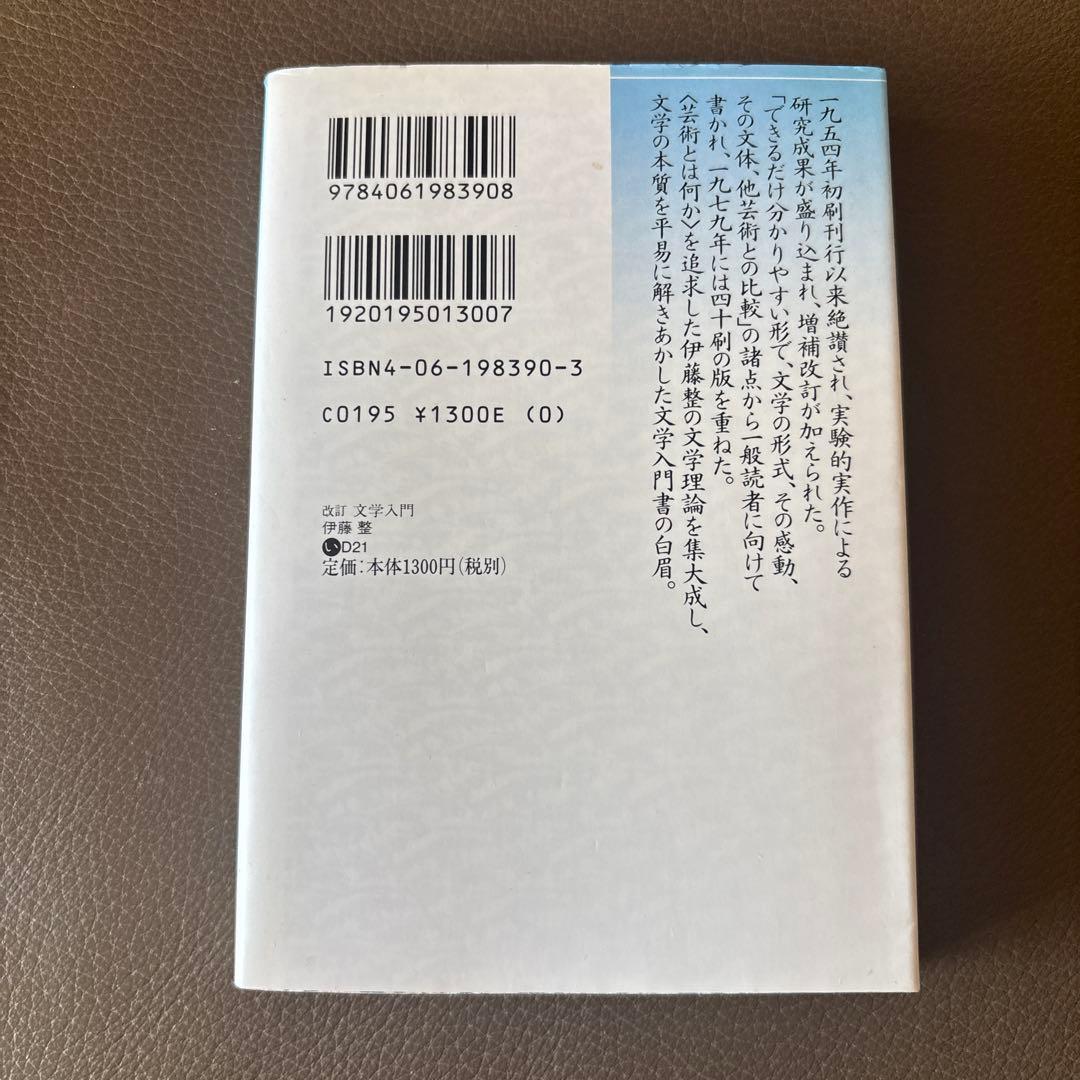 一九五四年初刷刊行以来絶讃され、実験的実作による
研究成果が盛り込まれ、増補改訂が加えられた。
「できるだけ分かりやすい形で、文学の形式、その感動、
その文体、他芸術との比較」の諸点から一般読者に向けて
書かれ、一九七九年には四十刷の版を重ねた。
〈芸術とは何か〉を追求した伊藤整の文学理論を集大成し、
文学の本質を平易に解きあかした文学入門書の白眉。
9784061983908
1920195013007
ISBN4-06-198390-3
C0195 ¥1300E (0)
改訂 文学入門
伊藤 整
いD21
定価:本体1300円(税別)